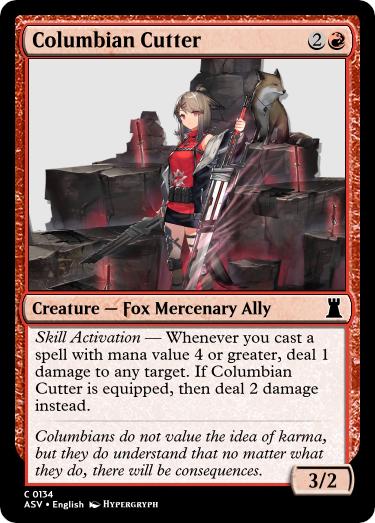 Columbian Cutter 2
Creature — Fox Mercenary Ally
Skill Activation — Whenever you cast a
spell with mana value 4 or greater, deal 1
damage to any target. If Columbian
Cutter is equipped, then deal 2 damage
instead.
Columbians do not value the idea of karma,
but they do understand that no matter what
they do, there will be consequences.
3/2
C 0134
ASV • English HYPERGRYPH